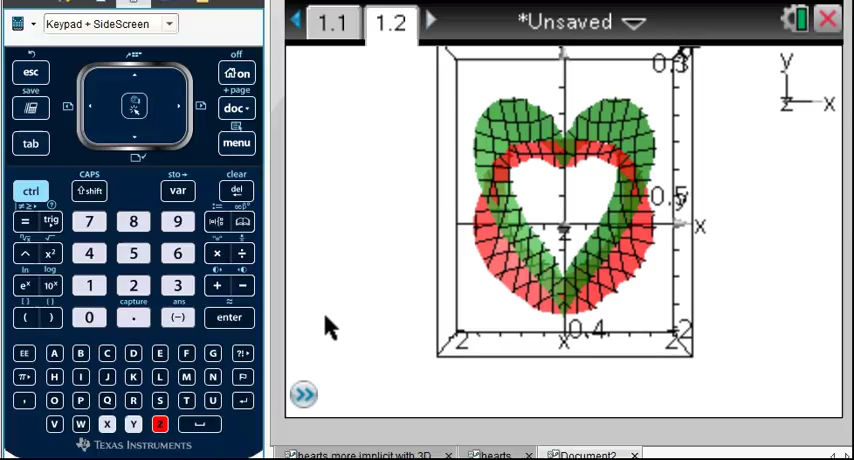 Keypad + SideScreen
1.1 1.2 *Unsaved
off
esc on
save + page
doc
tab menu
CAPS sto→ clear
ctrl shift var del
= trig 7 8 9
^ x² 4 5 6 × ÷
ln log
eˣ 10ˣ 1 2 3 + −
capture ans ≈
( ) 0 . (−) enter
EE A B C D E F G ?!▸
π▸ H I J K L M N
, O P Q R S T U
V W X Y Z
TEXAS INSTRUMENTS
0.3
y
z x
0.5 y
x
z
2 x 0.4 2 -2
hearts more implicit with 3D × hearts × Document2 ×